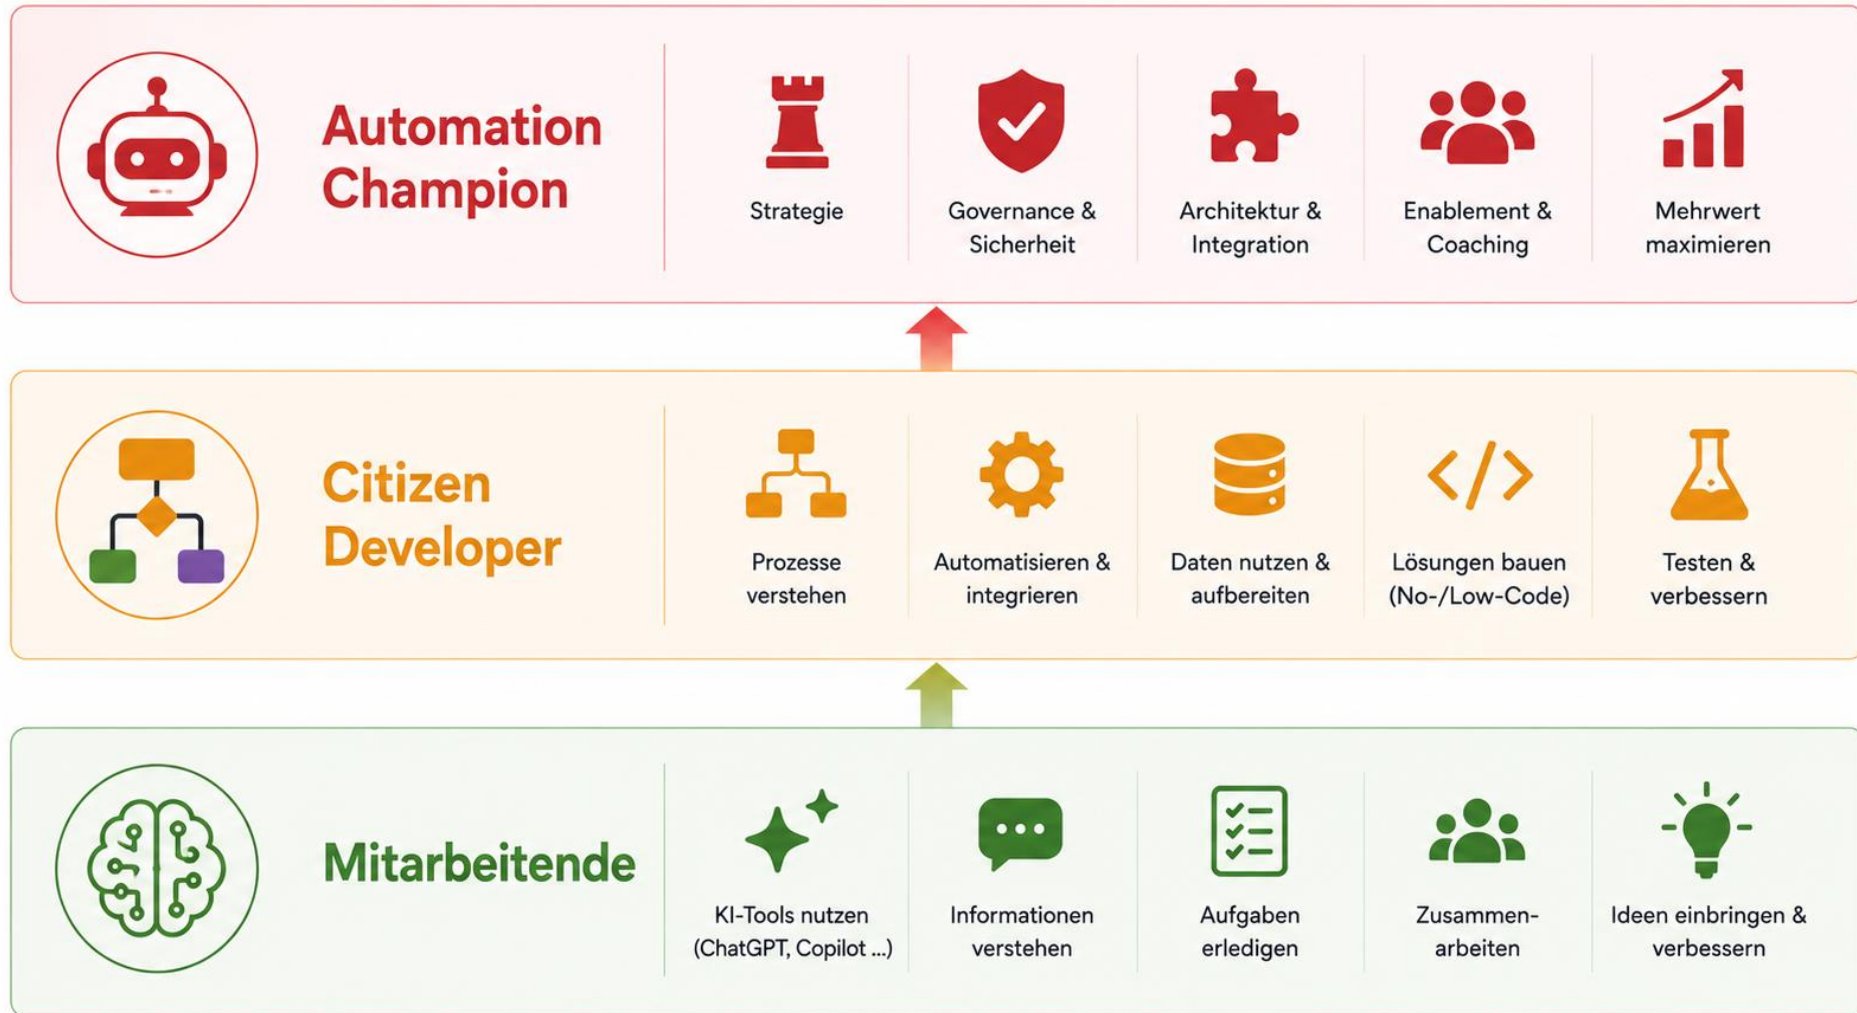 Automation
Champion
Strategie
Governance &
Sicherheit
Architektur &
Integration
Enablement &
Coaching
Mehrwert
maximieren
Citizen
Developer
Prozesse
verstehen
Automatisieren &
integrieren
Daten nutzen &
aufbereiten
Lösungen bauen
(No-/Low-Code)
Testen &
verbessern
Mitarbeitende
KI-Tools nutzen
(ChatGPT, Copilot ...)
Informationen
verstehen
Aufgaben
erledigen
Zusammen-
arbeiten
Ideen einbringen &
verbessern